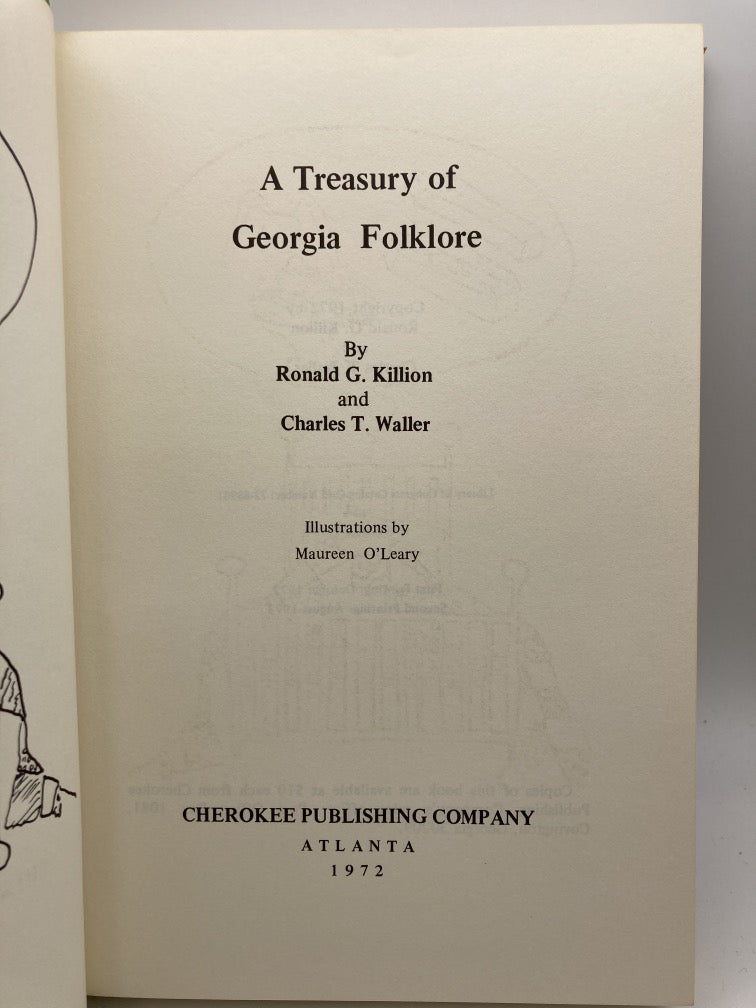 A Treasury of
Georgia Folklore
By
Ronald G. Killion
and
Charles T. Waller
Illustrations by
Maureen O'Leary
CHEROKEE PUBLISHING COMPANY
ATLANTA
1972